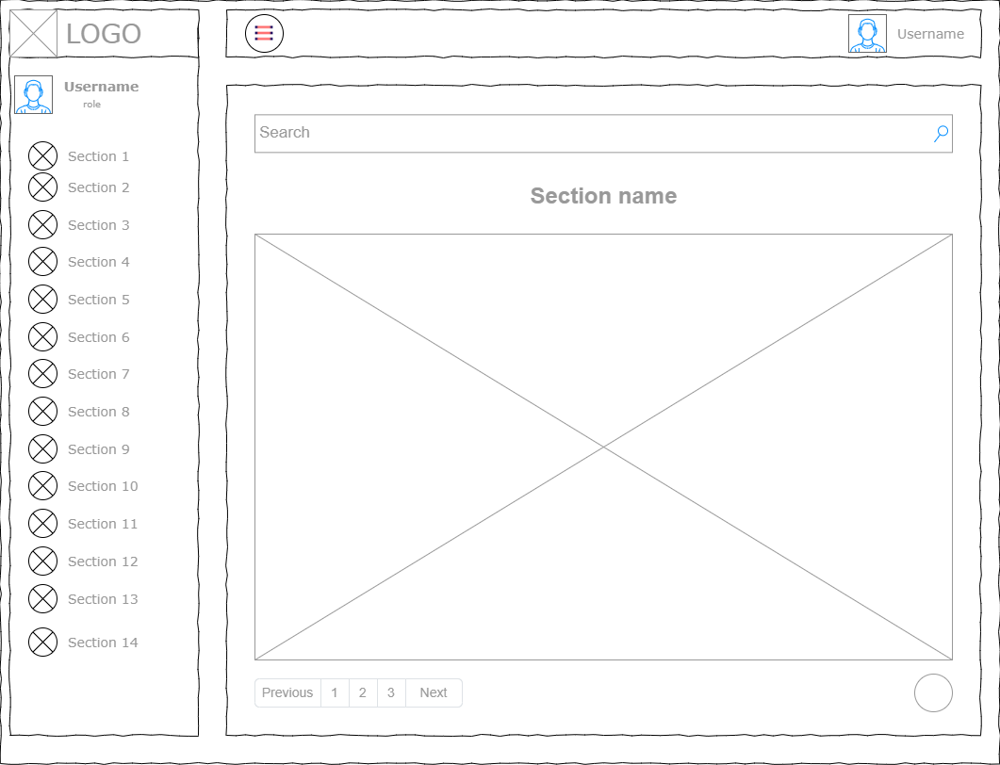 LOGO
Username
Username
role
Section 1
Section 2
Section 3
Section 4
Section 5
Section 6
Section 7
Section 8
Section 9
Section 10
Section 11
Section 12
Section 13
Section 14
Search
Section name
Previous 1 2 3 Next